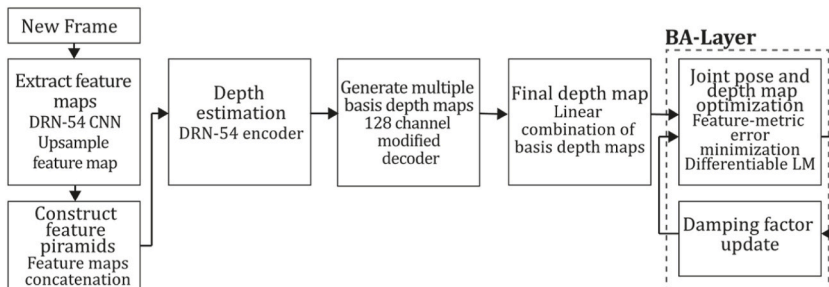 New Frame
Extract feature
maps
DRN-54 CNN
Upsample
feature map
Construct
feature
piramids
Feature maps
concatenation
Depth
estimation
DRN-54 encoder
Generate multiple
basis depth maps
128 channel
modified
decoder
Final depth map
Linear
combination of
basis depth maps
BA-Layer
Joint pose and
depth map
optimization
Feature-metric
error
minimization
Differentiable LM
Damping factor
update